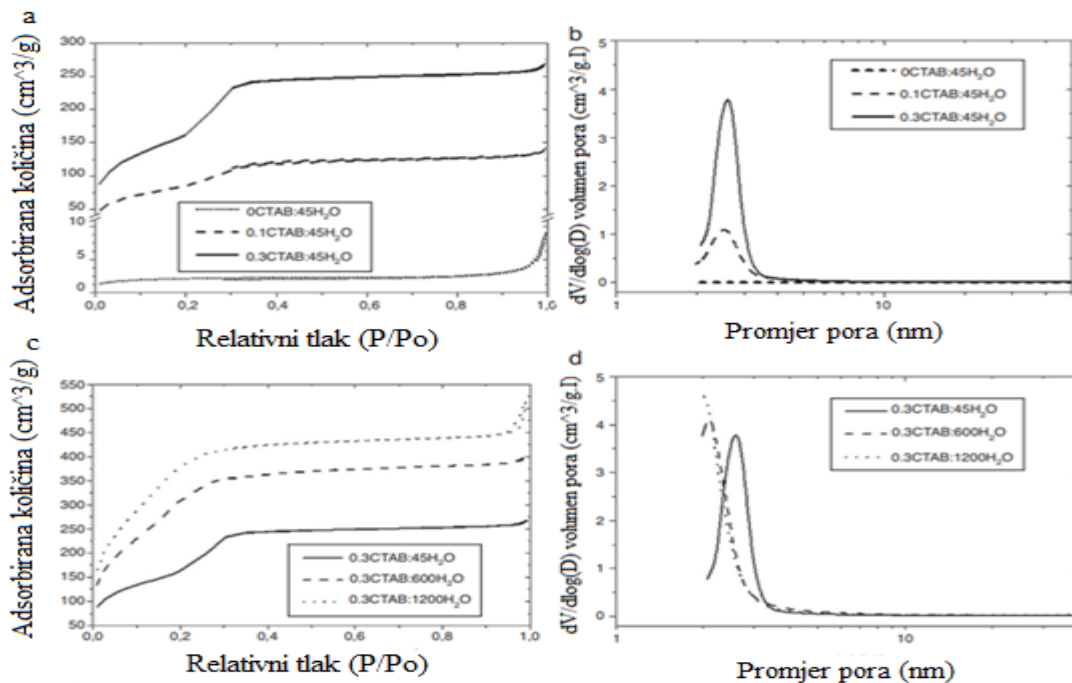 a
Adsorbirana količina ((cm^3/g)
300
250
200
150
100
50
10
5
0
0CTAB:45H₂O
0.1CTAB:45H₂O
0.3CTAB:45H₂O
0,0 0,2 0,4 0,6 0,8 1,0
Relativni tlak (P/Po)
b
dV/dlog(D) volumen pora (cm^3/g.l)
5
4
3
2
1
0
0CTAB:45H₂O
0.1CTAB:45H₂O
0.3CTAB:45H₂O
1 10
Promjer pora (nm)
c
Adsorbirana količina (cm^3/g)
550
500
450
400
350
300
250
200
150
100
50
0.3CTAB:45H₂O
0.3CTAB:600H₂O
0.3CTAB:1200H₂O
0,0 0,2 0,4 0,6 0,8 1,0
Relativni tlak (P/Po)
d
dV/dlog(D) volumen pora (cm^3/g.l)
5
4
3
2
1
0
0.3CTAB:45H₂O
0.3CTAB:600H₂O
0.3CTAB:1200H₂O
1 10
Promjer pora (nm)